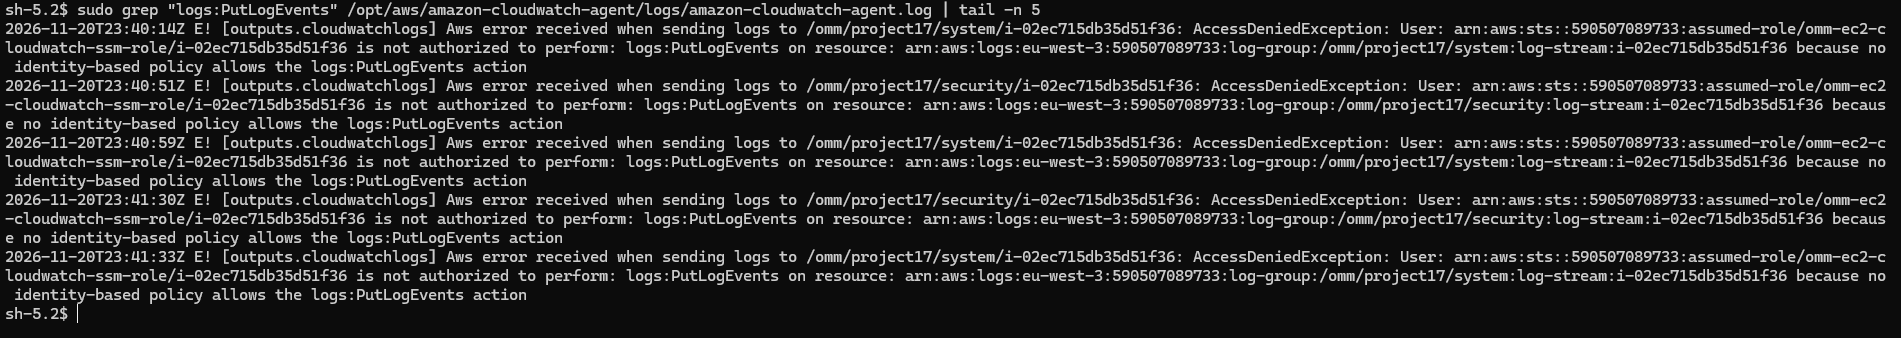 sh-5.2$ sudo grep "logs:PutLogEvents" /opt/aws/amazon-cloudwatch-agent/logs/amazon-cloudwatch-agent.log | tail -n 5
2026-11-20T23:40:14Z E! [outputs.cloudwatchlogs] Aws error received when sending logs to /omm/project17/system/i-02ec715db35d51f36: AccessDeniedException: User: arn:aws:sts::590507089733:assumed-role/omm-ec2-c
loudwatch-ssm-role/i-02ec715db35d51f36 is not authorized to perform: logs:PutLogEvents on resource: arn:aws:logs:eu-west-3:590507089733:log-group:/omm/project17/system:log-stream:i-02ec715db35d51f36 because no
 identity-based policy allows the logs:PutLogEvents action
2026-11-20T23:40:51Z E! [outputs.cloudwatchlogs] Aws error received when sending logs to /omm/project17/security/i-02ec715db35d51f36: AccessDeniedException: User: arn:aws:sts::590507089733:assumed-role/omm-ec2
-cloudwatch-ssm-role/i-02ec715db35d51f36 is not authorized to perform: logs:PutLogEvents on resource: arn:aws:logs:eu-west-3:590507089733:log-group:/omm/project17/security:log-stream:i-02ec715db35d51f36 becaus
e no identity-based policy allows the logs:PutLogEvents action
2026-11-20T23:40:59Z E! [outputs.cloudwatchlogs] Aws error received when sending logs to /omm/project17/system/i-02ec715db35d51f36: AccessDeniedException: User: arn:aws:sts::590507089733:assumed-role/omm-ec2-c
loudwatch-ssm-role/i-02ec715db35d51f36 is not authorized to perform: logs:PutLogEvents on resource: arn:aws:logs:eu-west-3:590507089733:log-group:/omm/project17/system:log-stream:i-02ec715db35d51f36 because no
 identity-based policy allows the logs:PutLogEvents action
2026-11-20T23:41:30Z E! [outputs.cloudwatchlogs] Aws error received when sending logs to /omm/project17/security/i-02ec715db35d51f36: AccessDeniedException: User: arn:aws:sts::590507089733:assumed-role/omm-ec2
-cloudwatch-ssm-role/i-02ec715db35d51f36 is not authorized to perform: logs:PutLogEvents on resource: arn:aws:logs:eu-west-3:590507089733:log-group:/omm/project17/security:log-stream:i-02ec715db35d51f36 becaus
e no identity-based policy allows the logs:PutLogEvents action
2026-11-20T23:41:33Z E! [outputs.cloudwatchlogs] Aws error received when sending logs to /omm/project17/system/i-02ec715db35d51f36: AccessDeniedException: User: arn:aws:sts::590507089733:assumed-role/omm-ec2-c
loudwatch-ssm-role/i-02ec715db35d51f36 is not authorized to perform: logs:PutLogEvents on resource: arn:aws:logs:eu-west-3:590507089733:log-group:/omm/project17/system:log-stream:i-02ec715db35d51f36 because no
 identity-based policy allows the logs:PutLogEvents action
sh-5.2$